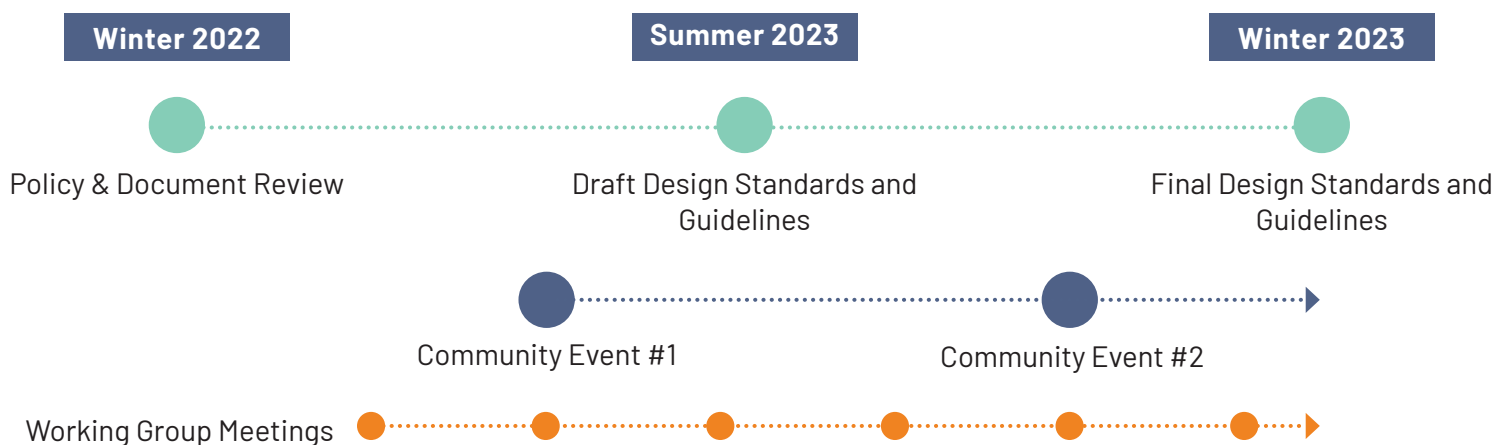 Winter 2022
Summer 2023
Winter 2023
Policy & Document Review
Draft Design Standards and
Guidelines
Final Design Standards and
Guidelines
Community Event #1
Community Event #2
Working Group Meetings